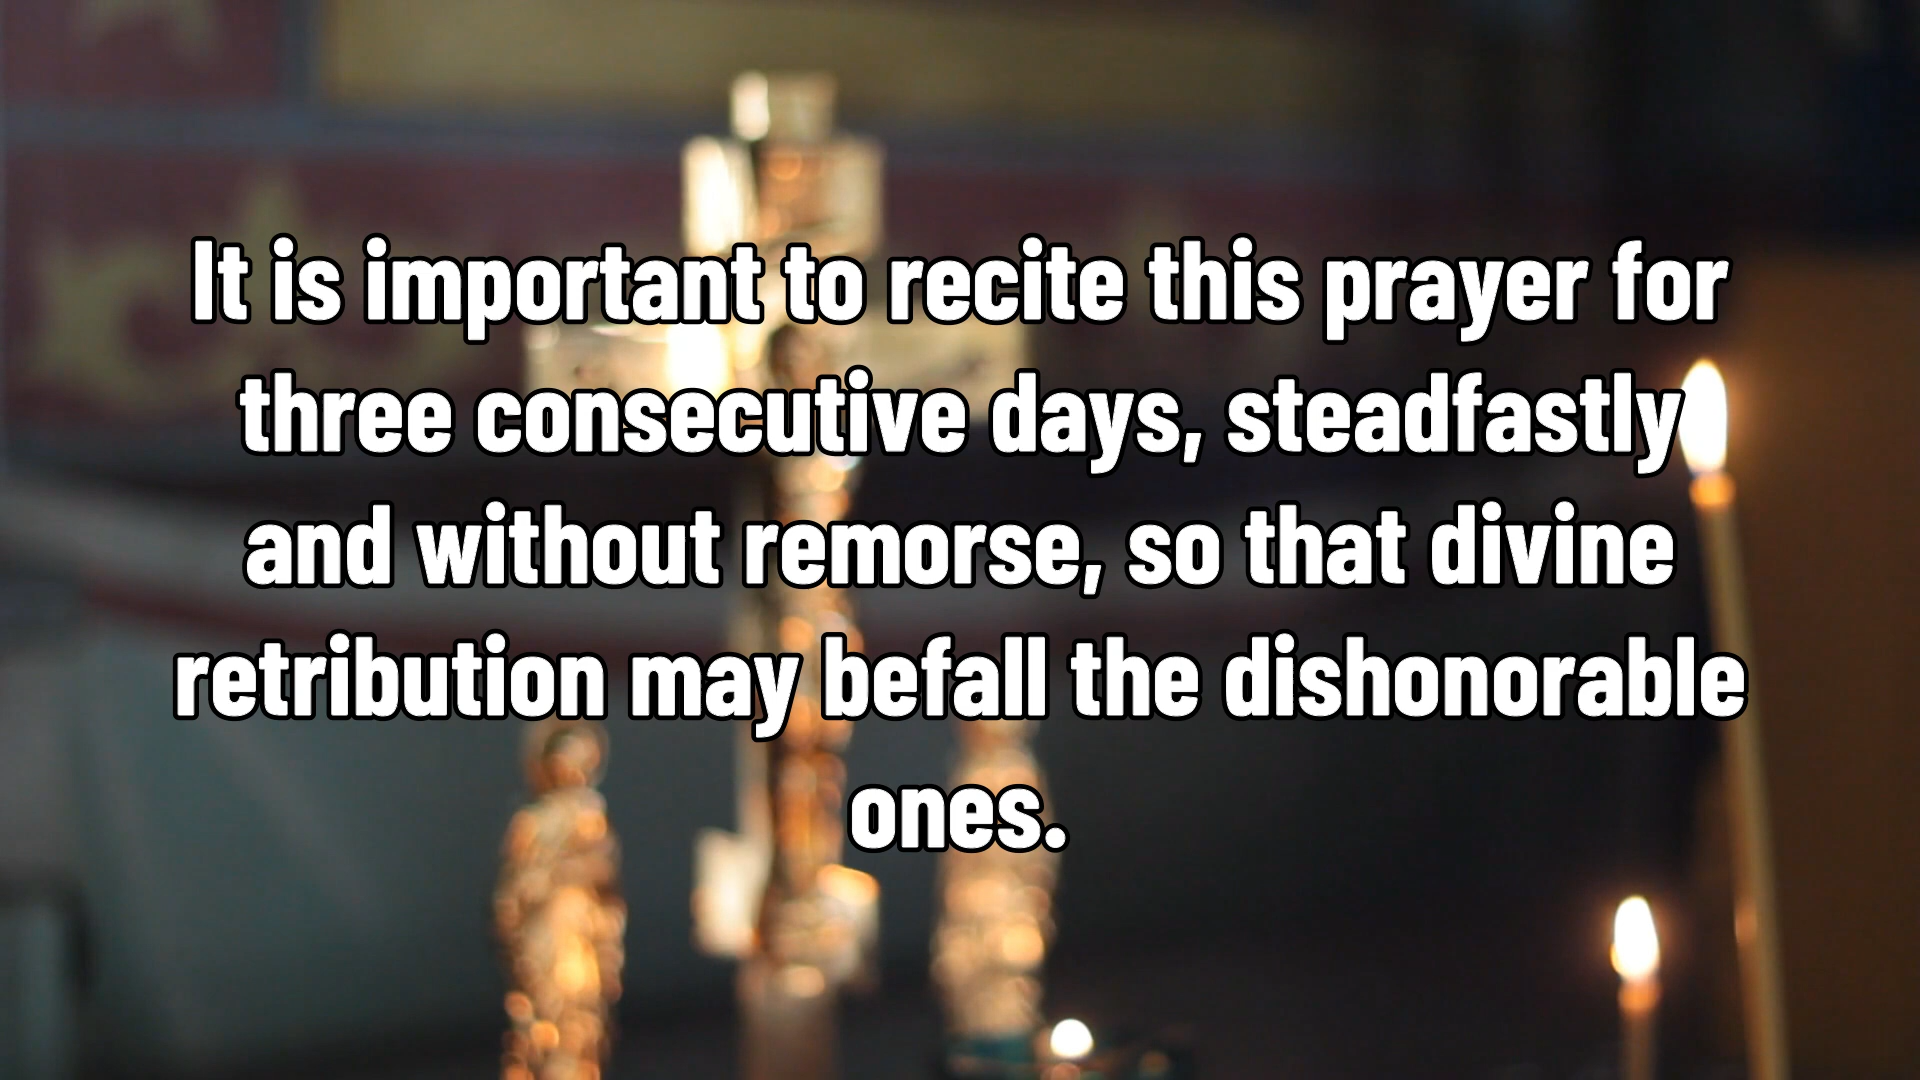 It is important to recite this prayer for
three consecutive days, steadfastly
and without remorse, so that divine
retribution may befall the dishonorable
ones.